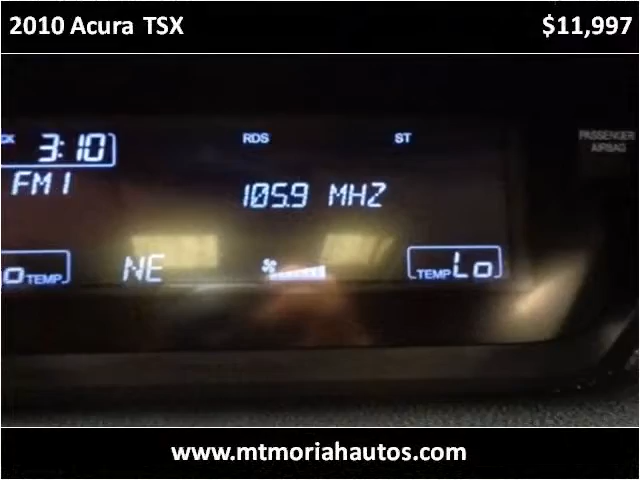 2010 Acura TSX $11,997
RDS ST
3:10
PASSENGER
AIRBAG
FM1
105.9 MHZ
NE
TEMP TEMP Lo
www.mtmoriahautos.com